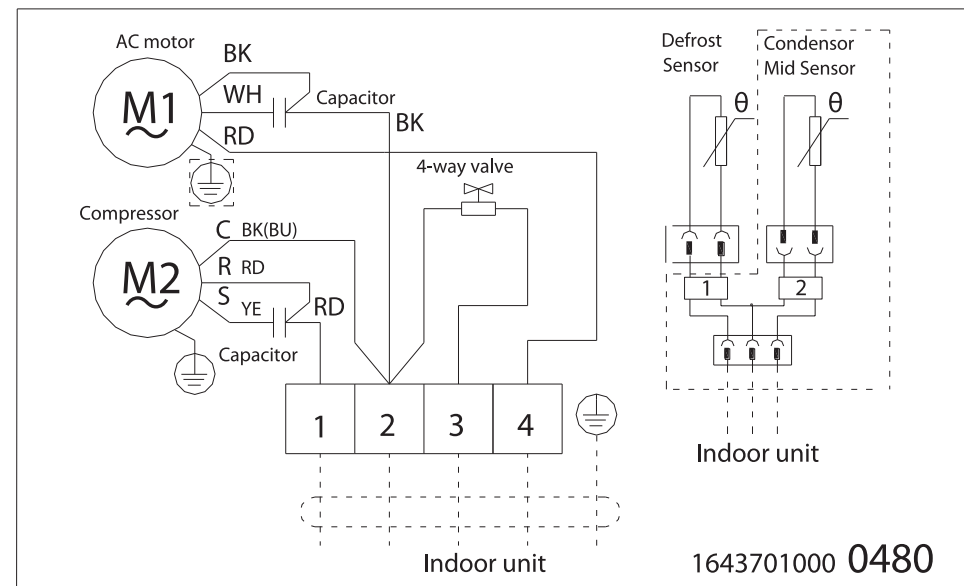 AC motor
M1
BK
WH
Capacitor
BK
RD
4-way valve
Compressor
M2
C BK(BU)
R RD
S YE
RD
Capacitor
1 2 3 4
Indoor unit
Defrost
Sensor
Condensor
Mid Sensor
θ θ
1 2
Indoor unit
1643701000 0480